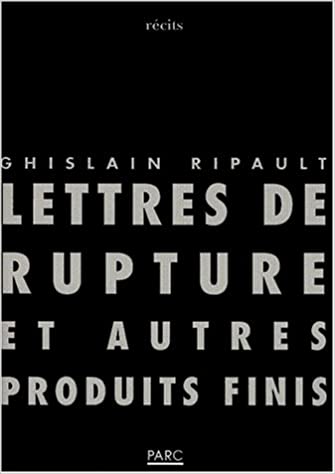 récits
GHISLAIN RIPAULT
LETTRES DE
RUPTURE
ET AUTRES
PRODUITS FINIS
PARC